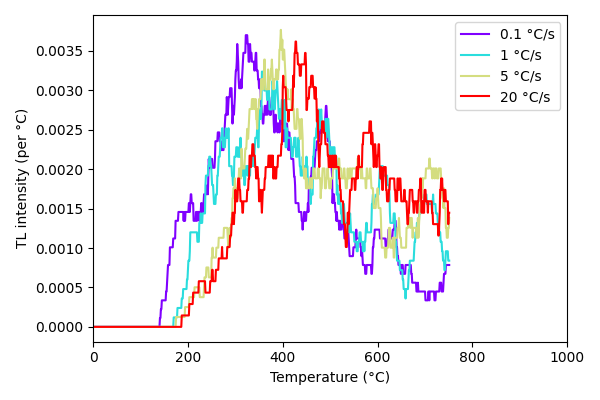 0.0035
0.0030
0.0025
0.0020
0.0015
0.0010
0.0005
0.0000
TL intensity (per °C)
0 200 400 600 800 1000
Temperature (°C)
0.1 °C/s
1 °C/s
5 °C/s
20 °C/s